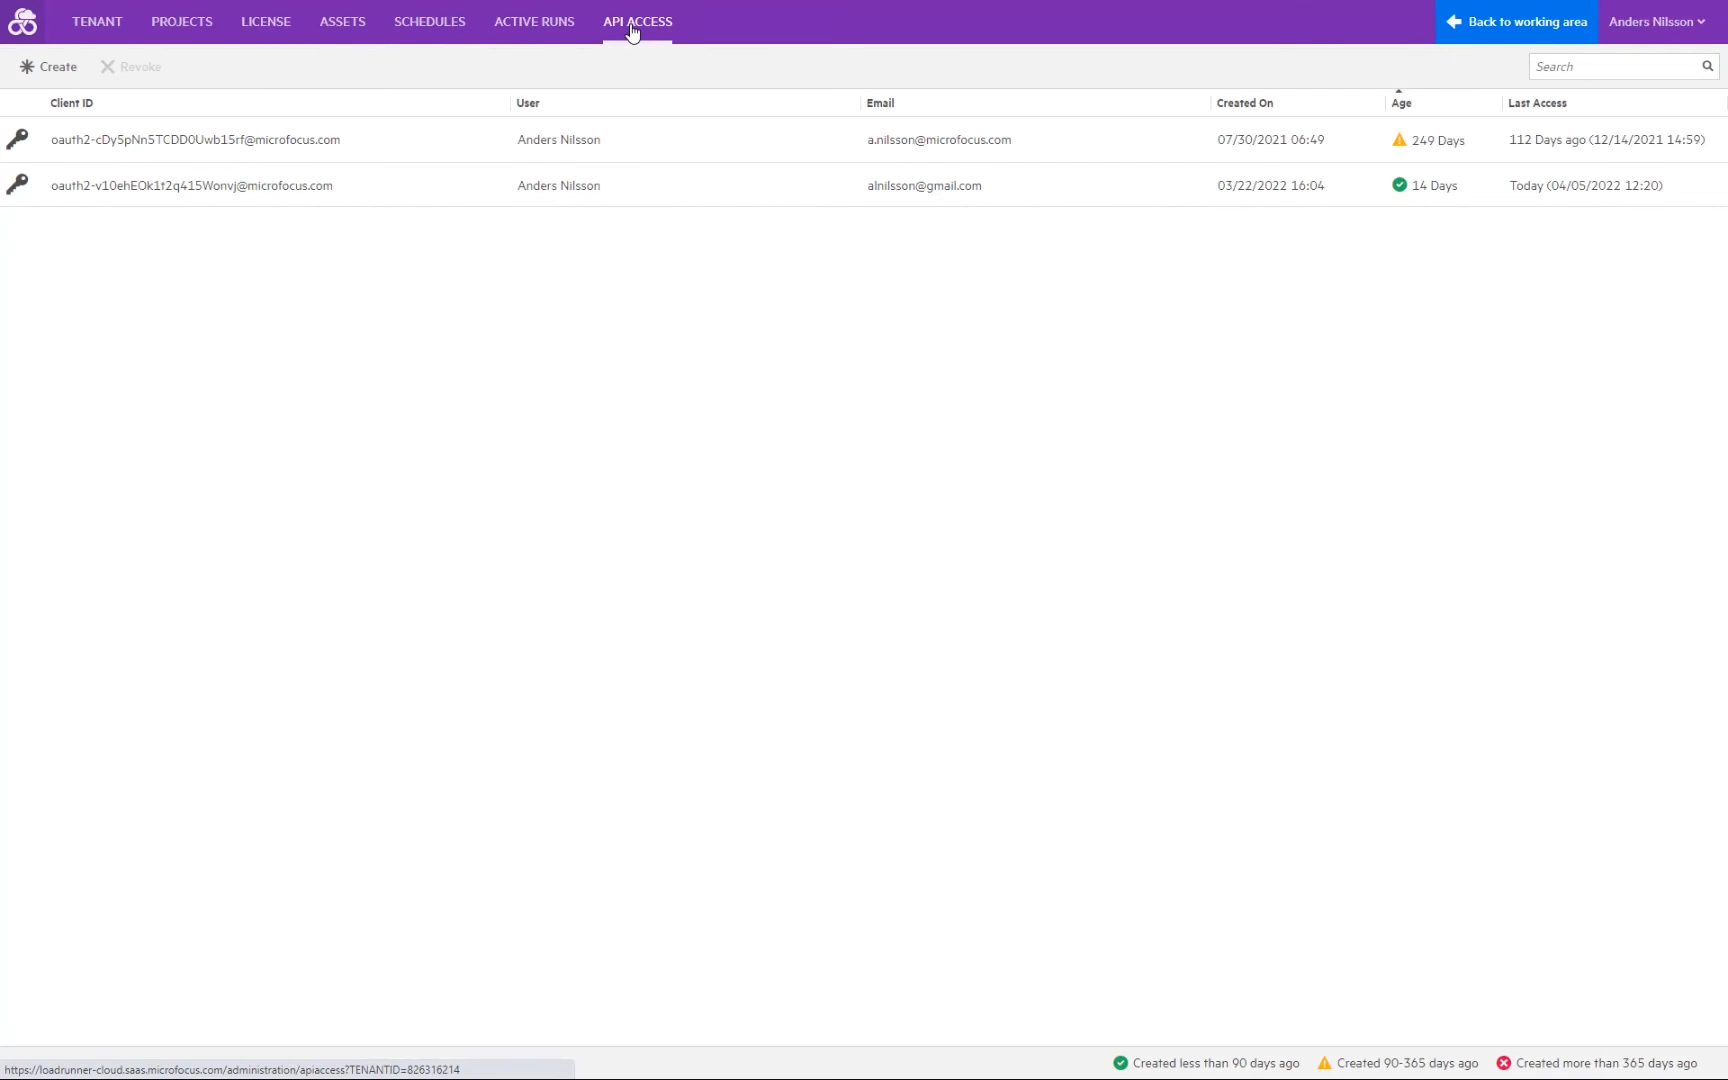 TENANT PROJECTS LICENSE ASSETS SCHEDULES ACTIVE RUNS API ACCESS Back to working area Anders Nilsson
Create Revoke Search
Client ID User Email Created On Age Last Access
oauth2-cDy5pNn5TCDD0Uwb15rf@microfocus.com Anders Nilsson a.nilsson@microfocus.com 07/30/2021 06:49 249 Days 112 Days ago (12/14/2021 14:59)
oauth2-v10ehEOk1t2q415Wonvj@microfocus.com Anders Nilsson alnilsson@gmail.com 03/22/2022 16:04 14 Days Today (04/05/2022 12:20)
Created less than 90 days ago Created 90-365 days ago Created more than 365 days ago
https://loadrunner-cloud.saas.microfocus.com/administration/apiaccess?TENANTID=826316214